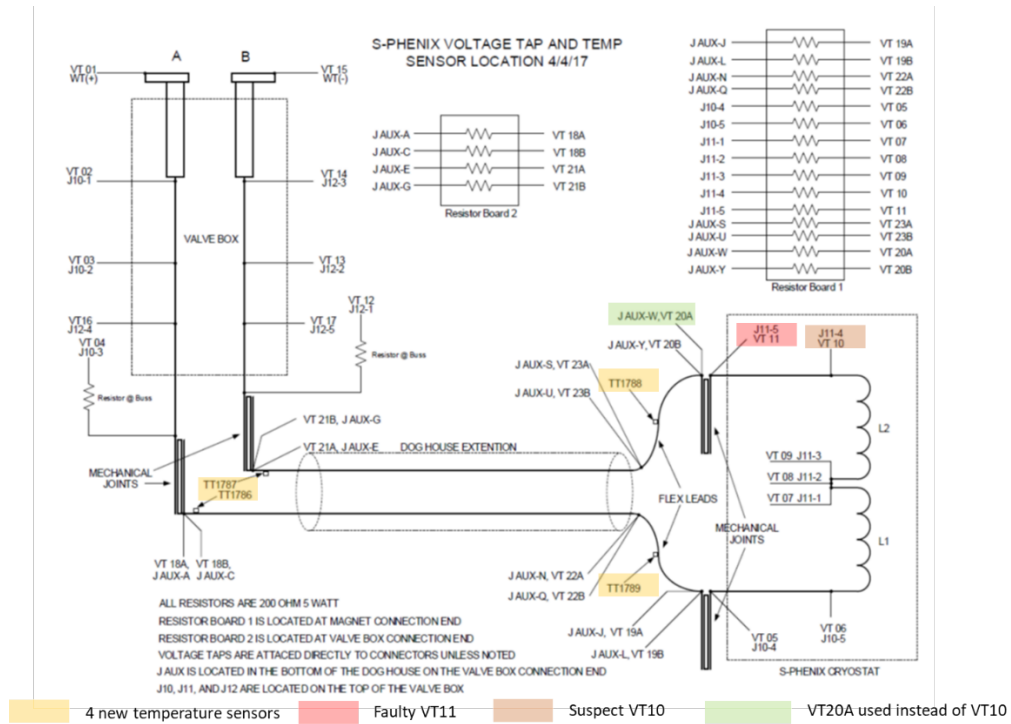 S-PHENIX VOLTAGE TAP AND TEMP
SENSOR LOCATION 4/4/17
A
B
VT 01
WT(+)
VT 15
WT(-)
VT 02
J10-1
VT 14
J12-3
VALVE BOX
VT 03
J10-2
VT 13
J12-2
VT16
J12-4
VT 17
J12-5
VT 04
J10-3
VT 12
J12-1
Resistor @ Buss
Resistor @ Buss
J AUX-A VT 18A
J AUX-C VT 18B
J AUX-E VT 21A
J AUX-G VT 21B
Resistor Board 2
J AUX-J VT 19A
J AUX-L VT 19B
J AUX-N VT 22A
J AUX-Q VT 22B
J10-4 VT 05
J10-5 VT 06
J11-1 VT 07
J11-2 VT 08
J11-3 VT 09
J11-4 VT 10
J11-5 VT 11
J AUX-S VT 23A
J AUX-U VT 23B
J AUX-W VT 20A
J AUX-Y VT 20B
Resistor Board 1
J AUX-W,VT 20A
J AUX-Y, VT 20B
J11-5
VT 11
J11-4
VT 10
J AUX-S, VT 23A
J AUX-U, VT 23B
TT1788
VT 21B, J AUX-G
VT 21A, J AUX-E
DOG HOUSE EXTENTION
MECHANICAL
JOINTS
TT1787
TT1786
FLEX LEADS
MECHANICAL
JOINTS
VT 09 J11-3
VT 08 J11-2
VT 07 J11-1
L2
L1
VT 18A,
J AUX-A
VT 18B,
J AUX-C
J AUX-N, VT 22A
J AUX-Q, VT 22B
TT1789
J AUX-J, VT 19A
J AUX-L, VT 19B
VT 05
J10-4
VT 06
J10-5
S-PHENIX CRYOSTAT
ALL RESISTORS ARE 200 OHM 5 WATT
RESISTOR BOARD 1 IS LOCATED AT MAGNET CONNECTION END
RESISTOR BOARD 2 IS LOCATED AT VALVE BOX CONNECTION END
VOLTAGE TAPS ARE ATTACED DIRECTLY TO CONNECTORS UNLESS NOTED
J AUX IS LOCATED IN THE BOTTOM OF THE DOG HOUSE ON THE VALVE BOX CONNECTION END
J10, J11, AND J12 ARE LOCATED ON THE TOP OF THE VALVE BOX
4 new temperature sensors
Faulty VT11
Suspect VT10
VT20A used instead of VT10